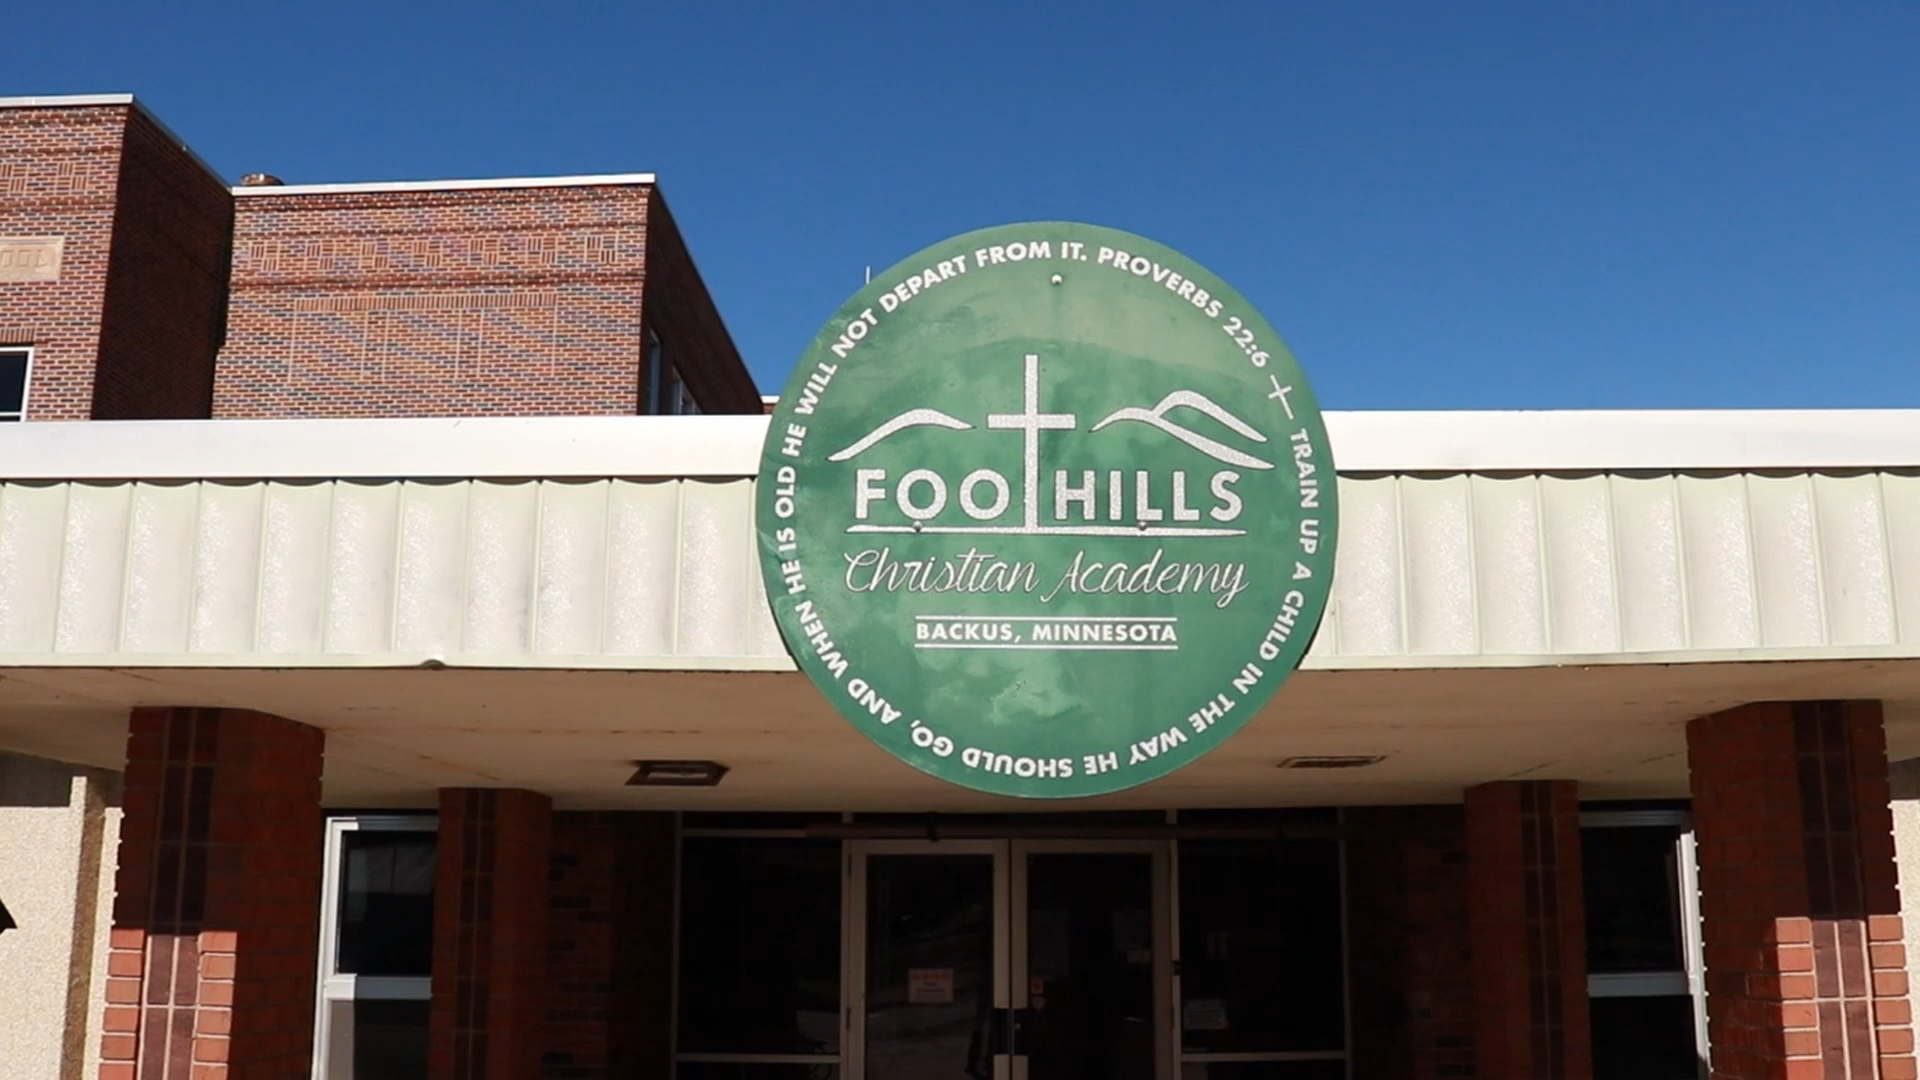 TRAIN UP A CHILD IN THE WAY HE SHOULD GO, AND WHEN HE IS OLD HE WILL NOT DEPART FROM IT. PROVERBS 22:6
FOOTHILLS
Christian Academy
BACKUS, MINNESOTA